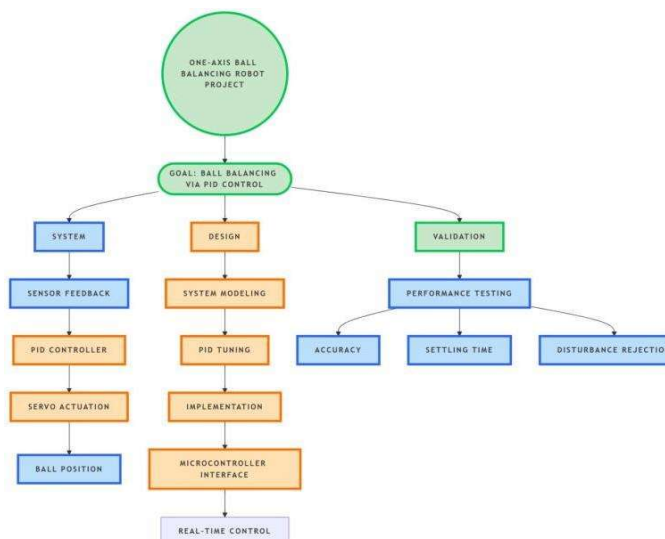 ONE-AXIS BALL
BALANCING ROBOT
PROJECT
GOAL: BALL BALANCING
VIA PID CONTROL
SYSTEM
DESIGN
VALIDATION
SENSOR FEEDBACK
SYSTEM MODELING
PERFORMANCE TESTING
PID CONTROLLER
PID TUNING
ACCURACY
SETTLING TIME
DISTURBANCE REJECTION
SERVO ACTUATION
IMPLEMENTATION
BALL POSITION
MICROCONTROLLER
INTERFACE
REAL-TIME CONTROL